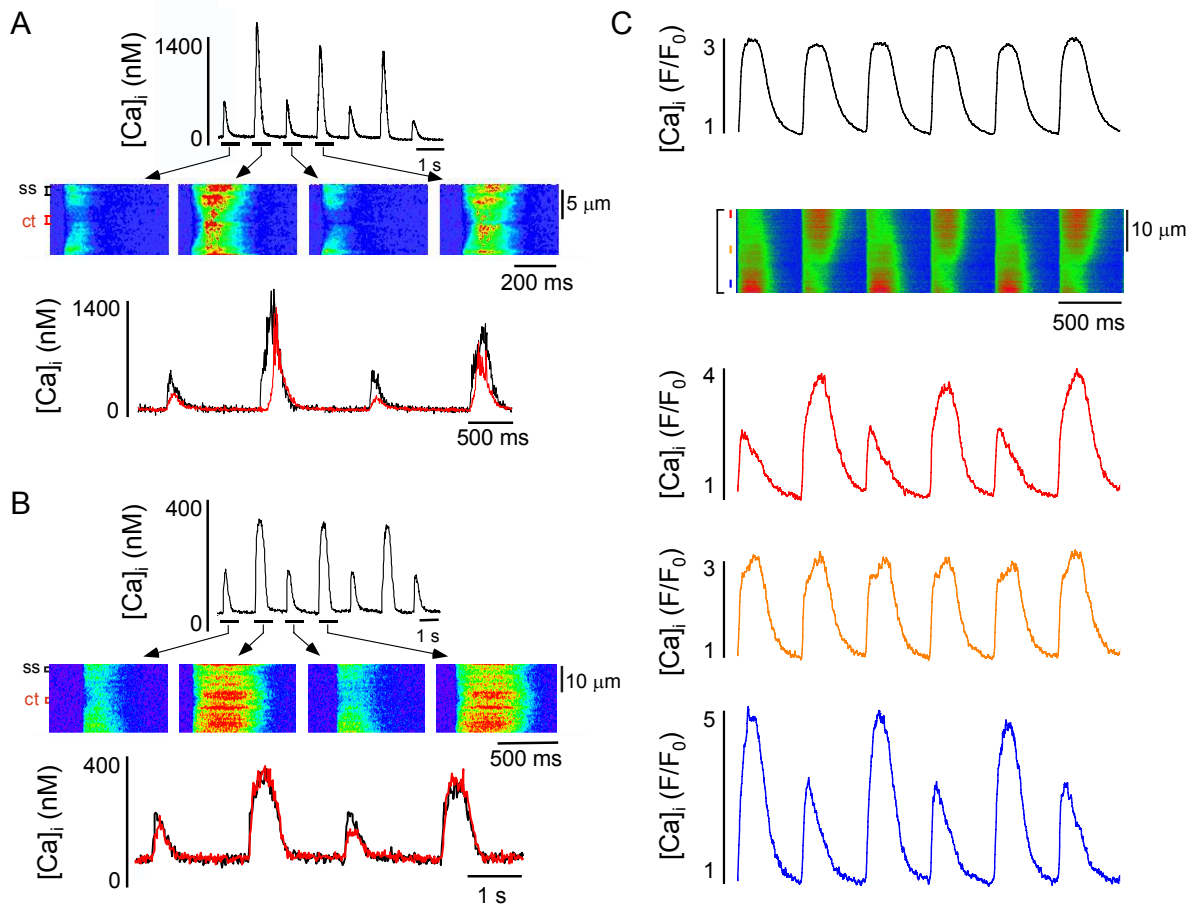 A
[Ca]i (nM)
1400
0
1 s
ss
ct
5 μm
200 ms
[Ca]i (nM)
1400
0
500 ms
B
[Ca]i (nM)
400
0
1 s
ss
ct
10 μm
500 ms
[Ca]i (nM)
400
0
1 s
C
[Ca]i (F/F0)
3
1
10 μm
500 ms
[Ca]i (F/F0)
4
1
[Ca]i (F/F0)
3
1
[Ca]i (F/F0)
5
1